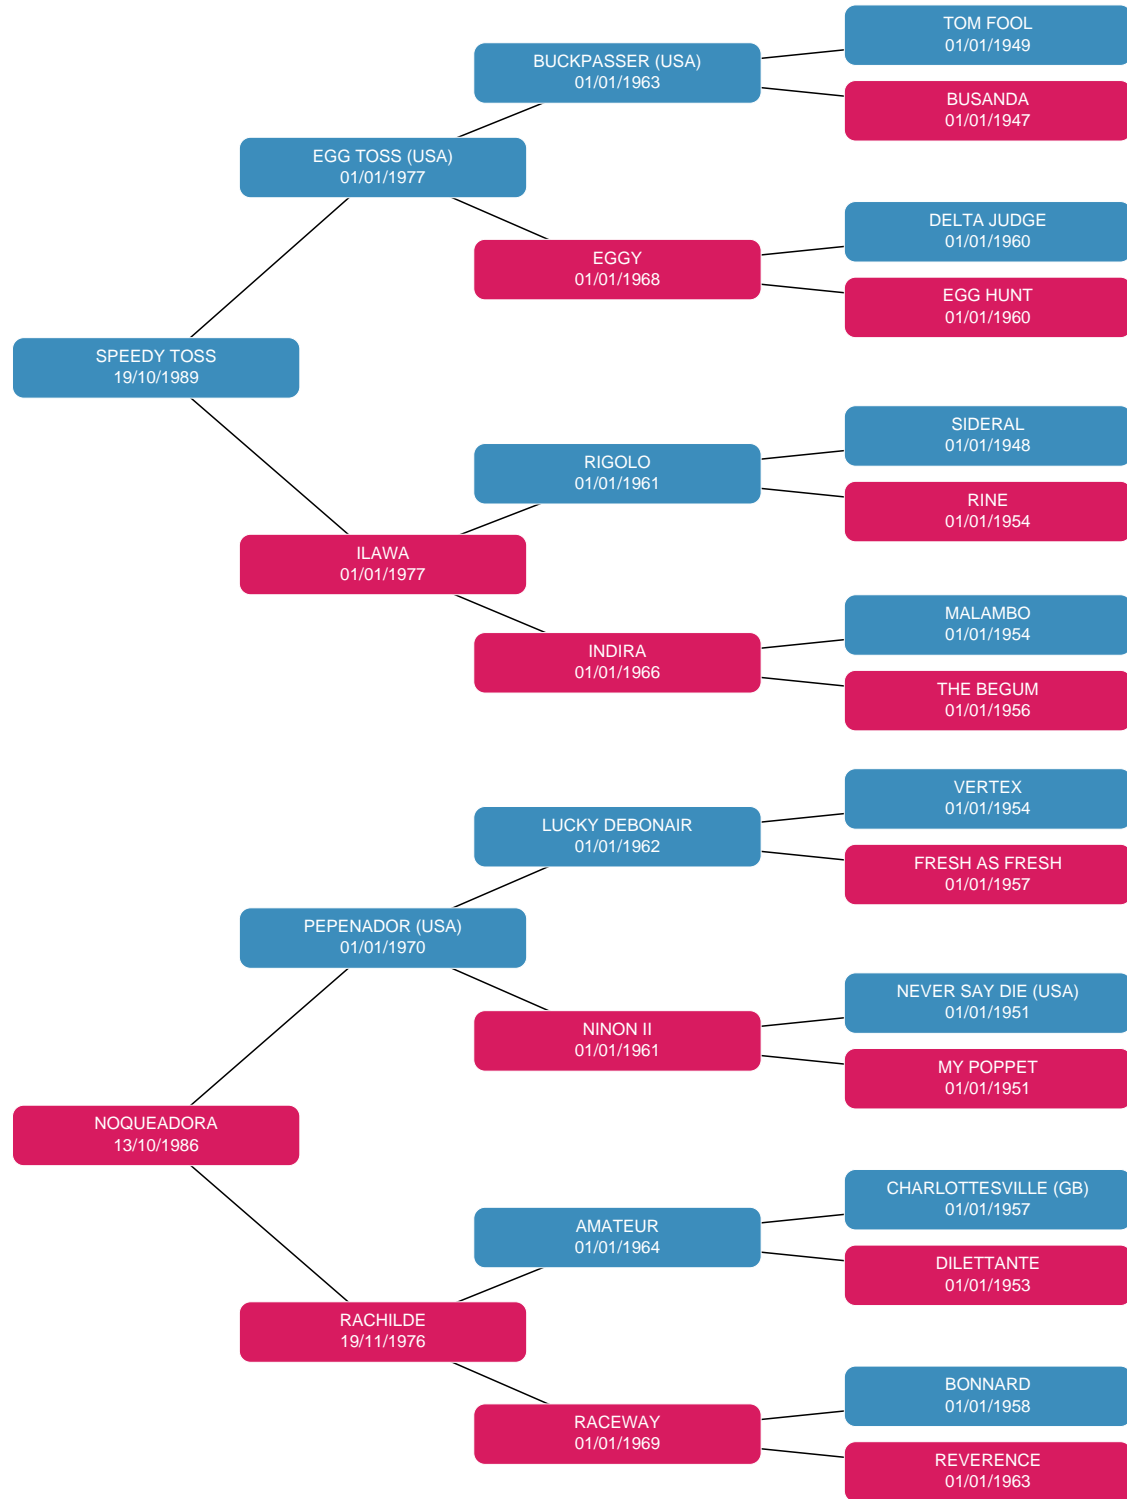 TOM FOOL
01/01/1949
BUCKPASSER (USA)
01/01/1963
BUSANDA
01/01/1947
EGG TOSS (USA)
01/01/1977
DELTA JUDGE
01/01/1960
EGGY
01/01/1968
EGG HUNT
01/01/1960
SPEEDY TOSS
19/10/1989
SIDERAL
01/01/1948
RIGOLO
01/01/1961
RINE
01/01/1954
ILAWA
01/01/1977
MALAMBO
01/01/1954
INDIRA
01/01/1966
THE BEGUM
01/01/1956
VERTEX
01/01/1954
LUCKY DEBONAIR
01/01/1962
FRESH AS FRESH
01/01/1957
PEPENADOR (USA)
01/01/1970
NEVER SAY DIE (USA)
01/01/1951
NINON II
01/01/1961
MY POPPET
01/01/1951
NOQUEADORA
13/10/1986
CHARLOTTESVILLE (GB)
01/01/1957
AMATEUR
01/01/1964
DILETTANTE
01/01/1953
RACHILDE
19/11/1976
BONNARD
01/01/1958
RACEWAY
01/01/1969
REVERENCE
01/01/1963